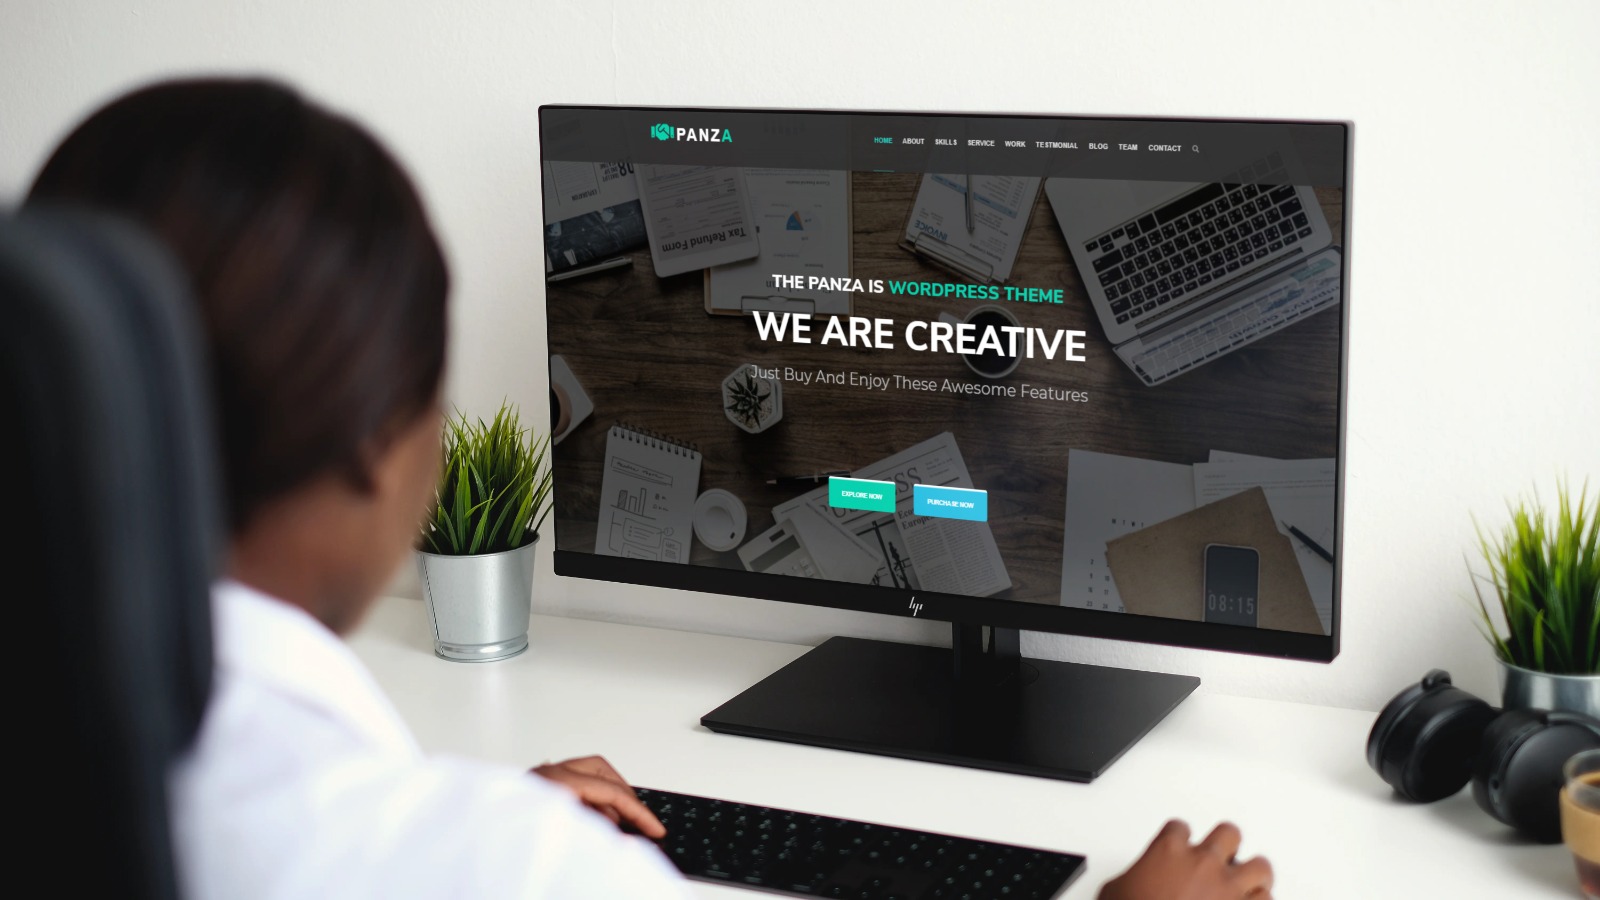 PANZA
HOME ABOUT SKILLS SERVICE WORK TESTMONIAL BLOG TEAM CONTACT
Tax Refund Form
INVOICE
THE PANZA IS WORDPRESS THEME
WE ARE CREATIVE
Just Buy And Enjoy These Awesome Features
EXPLORE NOW
PURCHASE NOW
08:15
hp